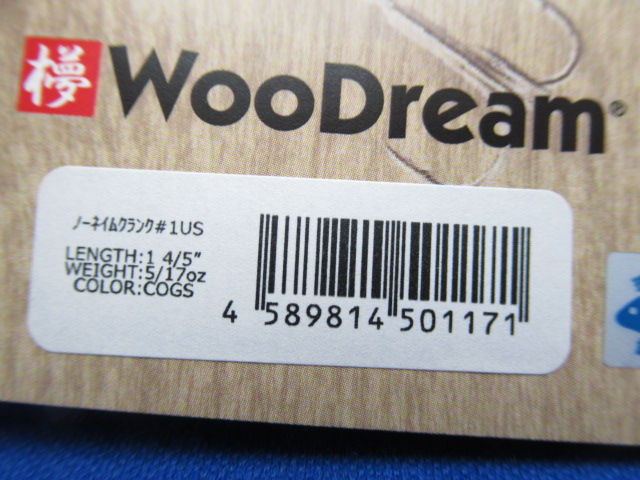 櫸 WooDream®
ﾉｰﾈｲﾑｸﾗﾝｸ#1US
LENGTH:1 4/5"
WEIGHT:5/17oz
COLOR:COGS
4 589814 501171